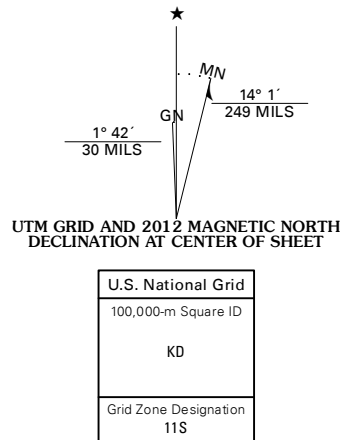 ★
MN
GN
14° 1´
249 MILS
1° 42´
30 MILS
UTM GRID AND 2012 MAGNETIC NORTH
DECLINATION AT CENTER OF SHEET
U.S. National Grid
100,000-m Square ID
KD
Grid Zone Designation
11S